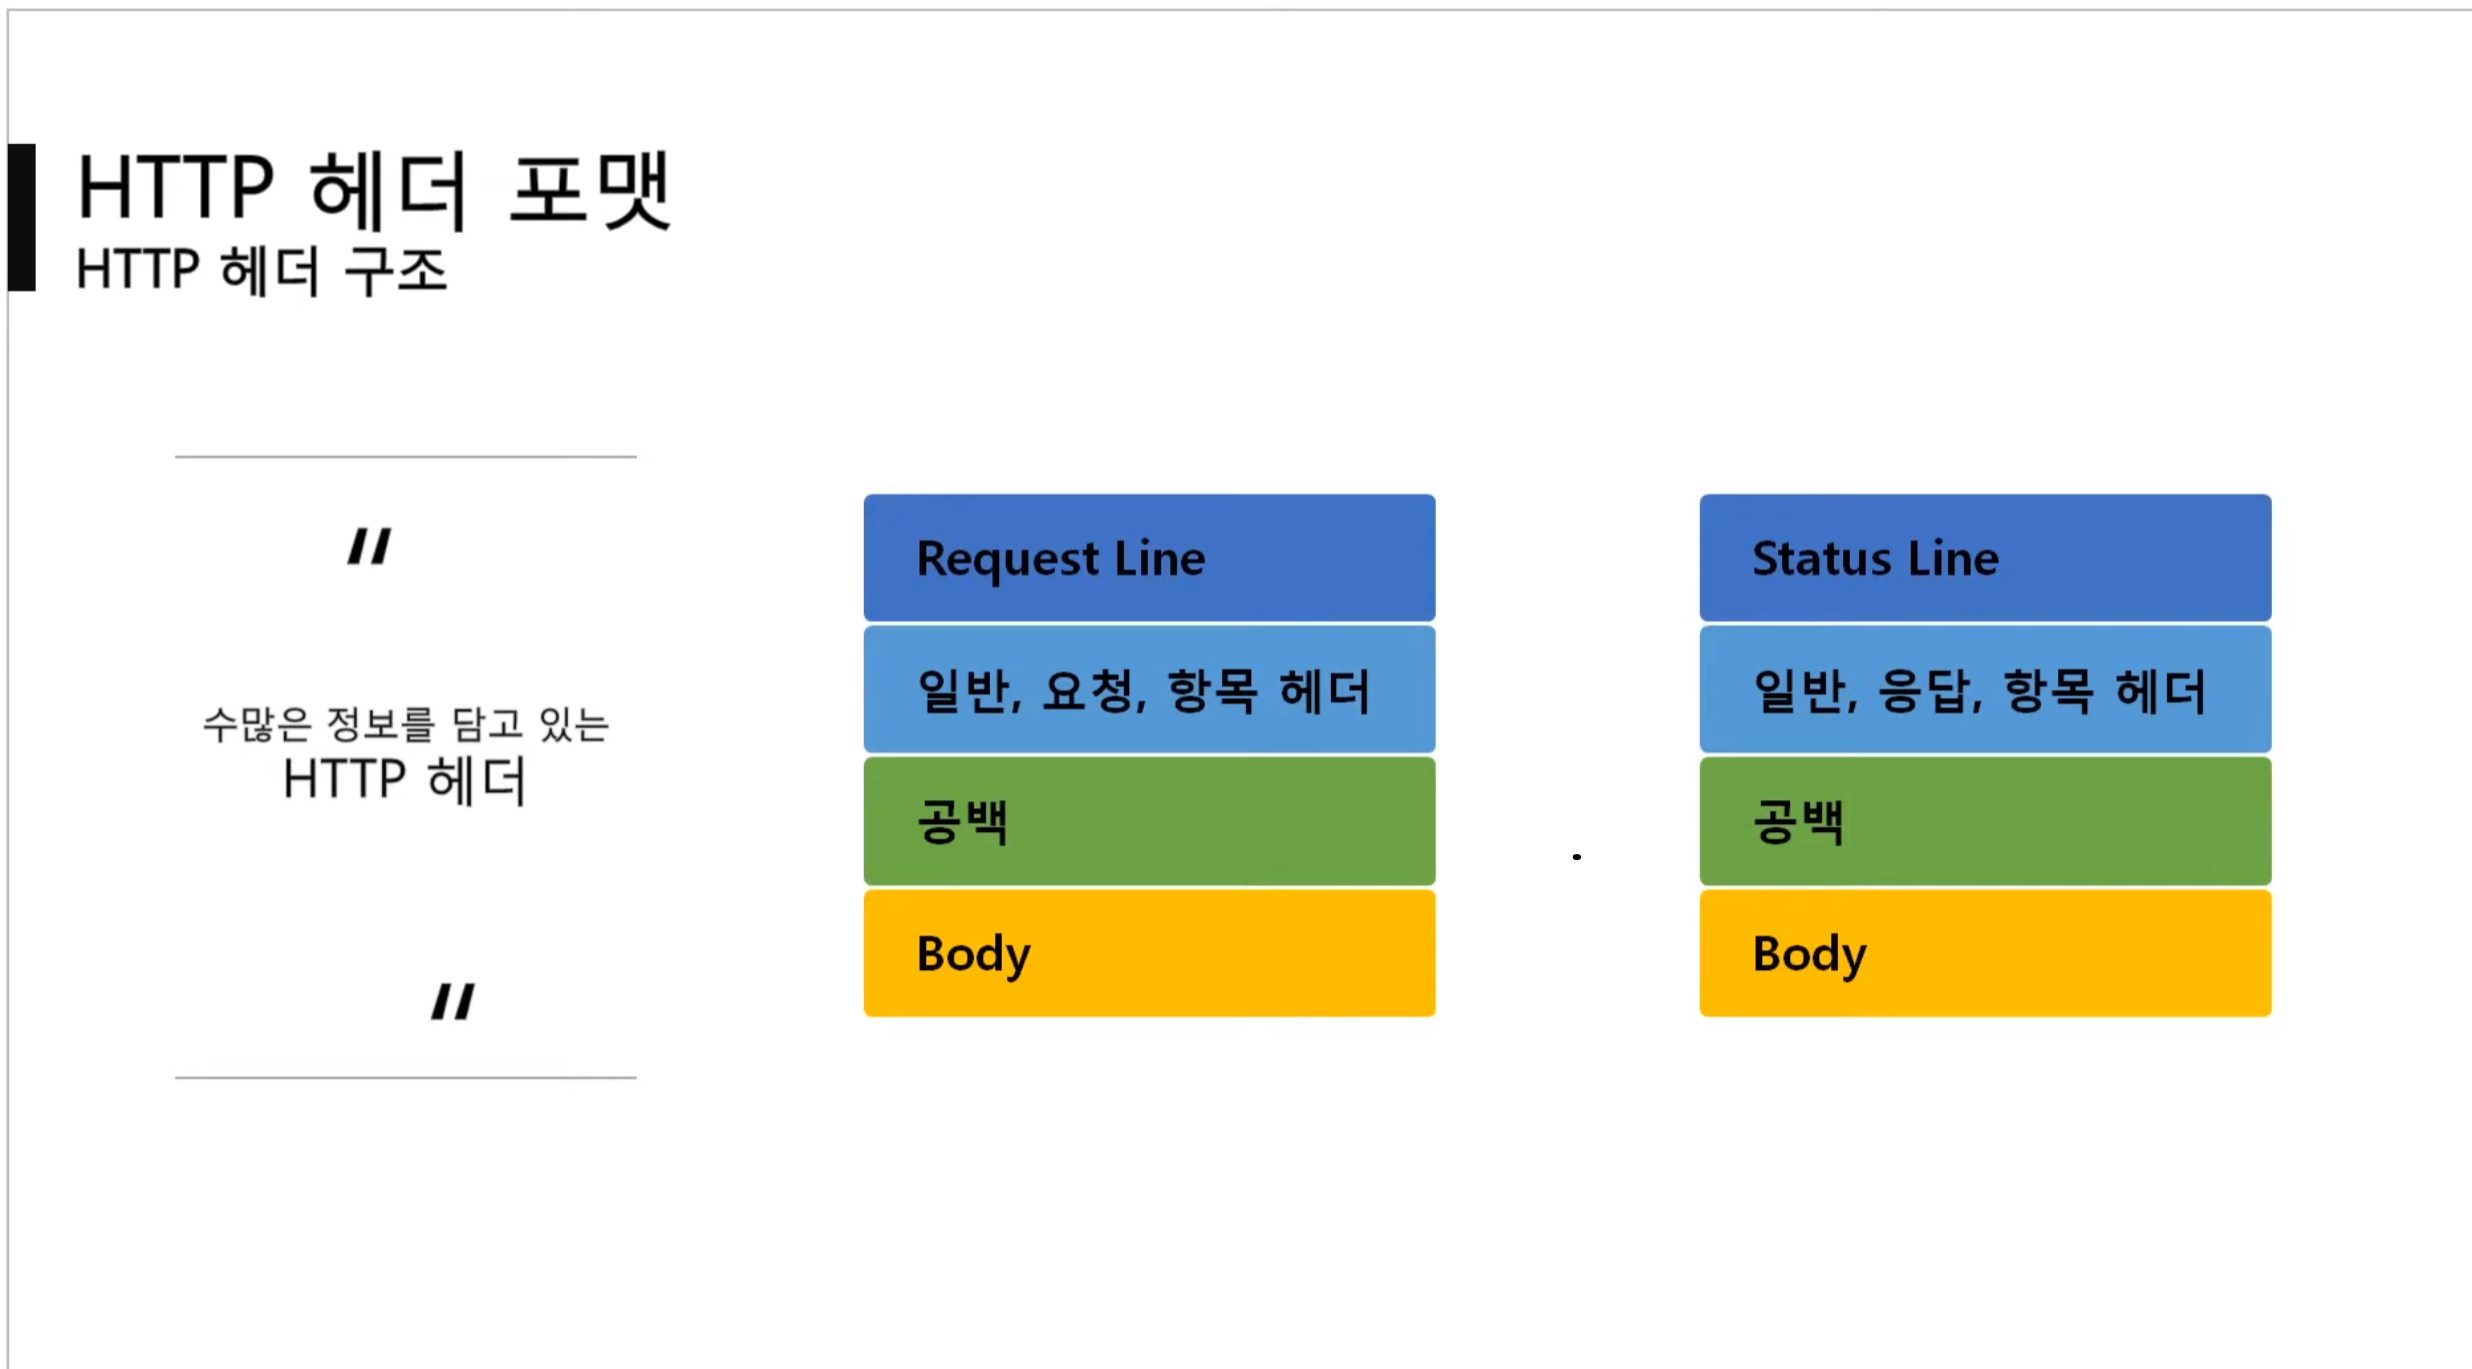 HTTP 헤더 포맷
HTTP 헤더 구조
"
수많은 정보를 담고 있는
HTTP 헤더
"
Request Line
일반, 요청, 항목 헤더
공백
Body
Status Line
일반, 응답, 항목 헤더
공백
Body